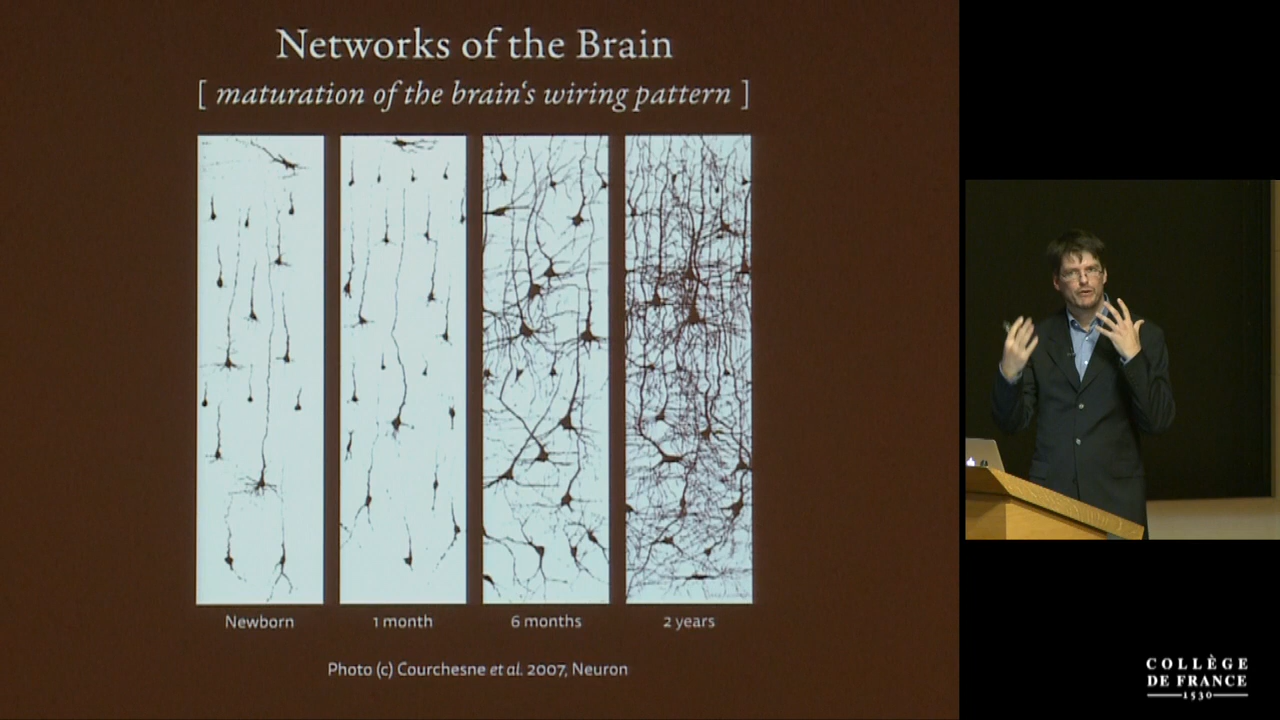 Networks of the Brain
[ maturation of the brain‘s wiring pattern ]
Newborn
1 month
6 months
2 years
Photo (c) Courchesne et al. 2007, Neuron
COLLÈGE
DE FRANCE
1530